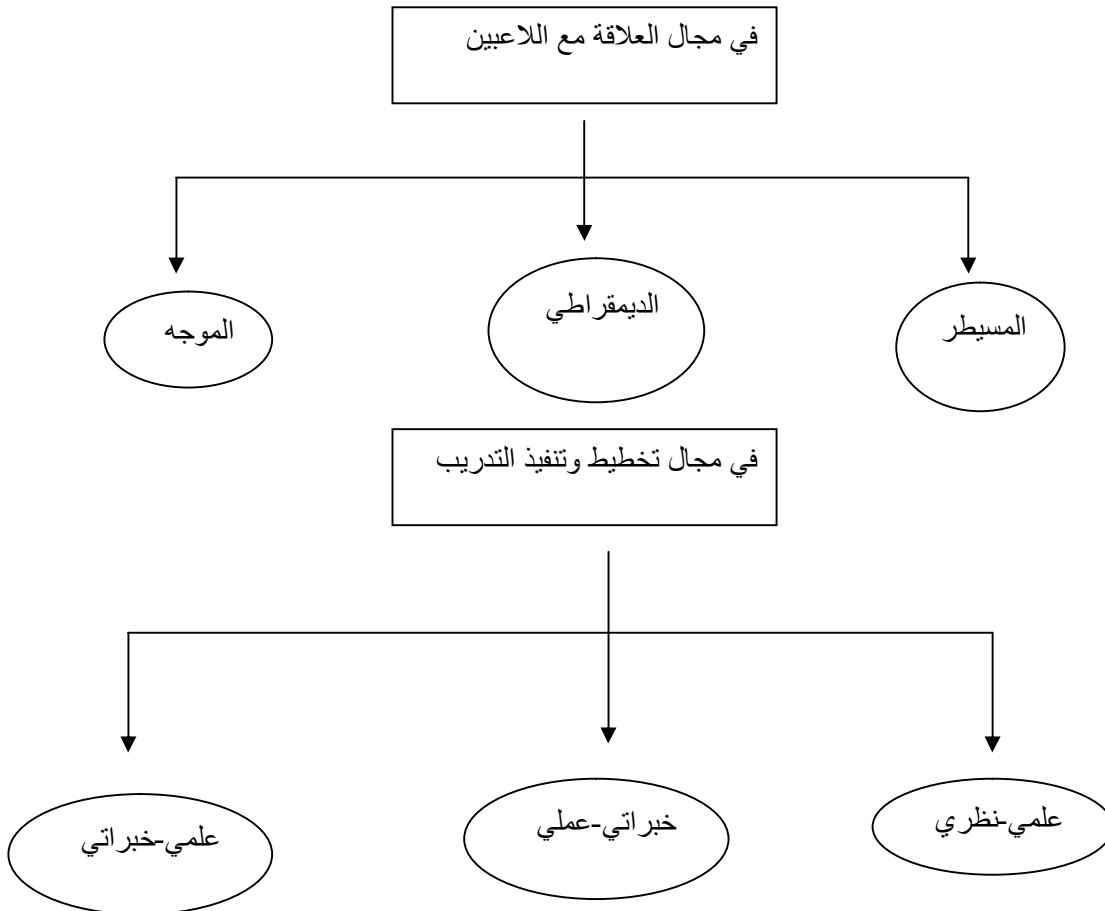 في مجال العلاقة مع اللاعبين
المسيطر
الديمقراطي
الموجه
في مجال تخطيط وتنفيذ التدريب
علمي-نظري
خبراتي-عملي
علمي-خبراتي